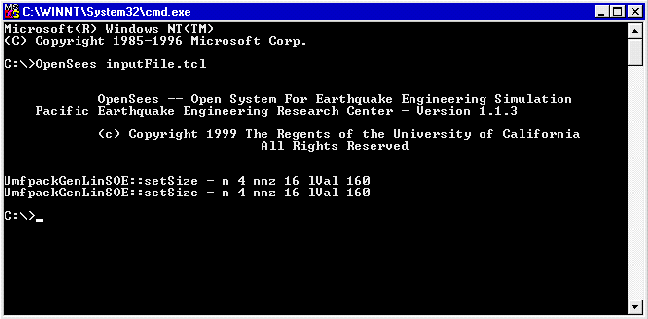 C:\WINNT\System32\cmd.exe
Microsoft(R) Windows NT(TM)
(C) Copyright 1985-1996 Microsoft Corp.
C:\>OpenSees inputFile.tcl
OpenSees -- Open System For Earthquake Engineering Simulation
Pacific Earthquake Engineering Research Center - Version 1.1.3
(c) Copyright 1999 The Regents of the University of California
All Rights Reserved
UmfpackGenLinSOE::setSize - n 4 nnz 16 lVal 160
UmfpackGenLinSOE::setSize - n 4 nnz 16 lVal 160
C:\>_